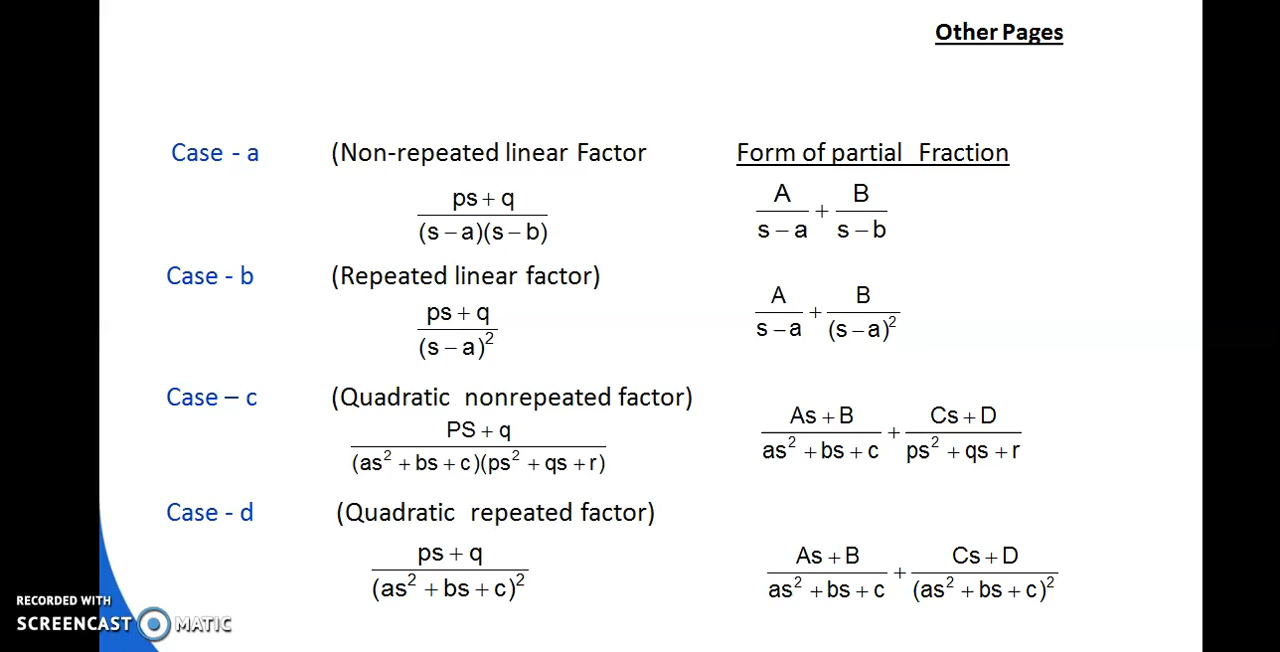 Other Pages
Case - a (Non-repeated linear Factor Form of partial Fraction
ps + q / (s − a)(s − b) A / s − a + B / s − b
Case - b (Repeated linear factor)
ps + q / (s − a)² A / s − a + B / (s − a)²
Case – c (Quadratic nonrepeated factor)
PS + q / (as² + bs + c)(ps² + qs + r) As + B / as² + bs + c + Cs + D / ps² + qs + r
Case - d (Quadratic repeated factor)
ps + q / (as² + bs + c)² As + B / as² + bs + c + Cs + D / (as² + bs + c)²
RECORDED WITH
SCREENCAST MATIC